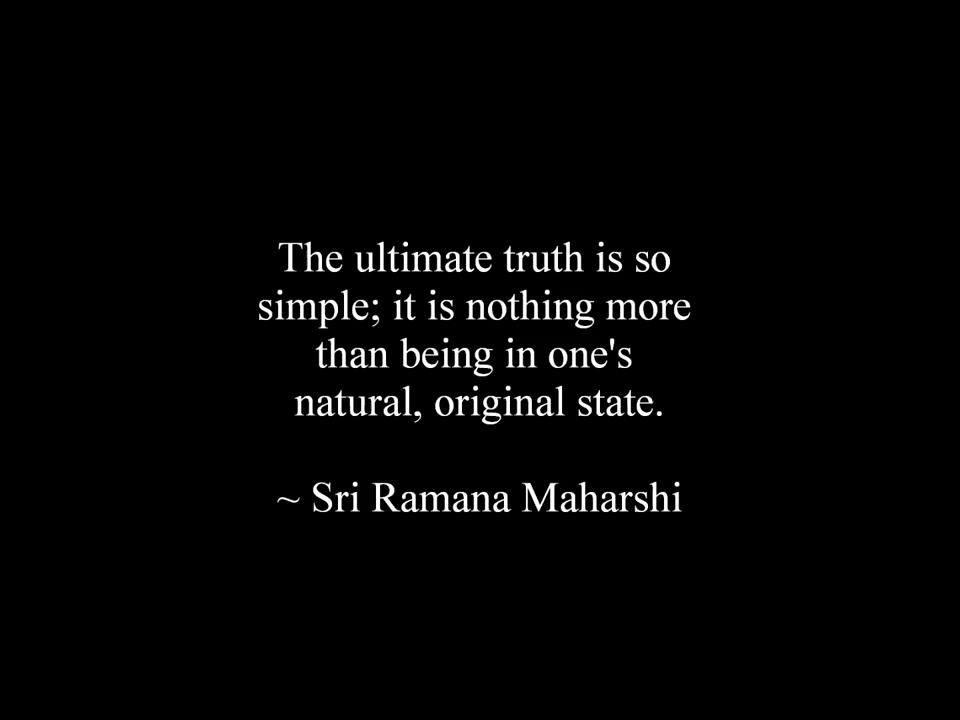 The ultimate truth is so
simple; it is nothing more
than being in one's
natural, original state.
~ Sri Ramana Maharshi